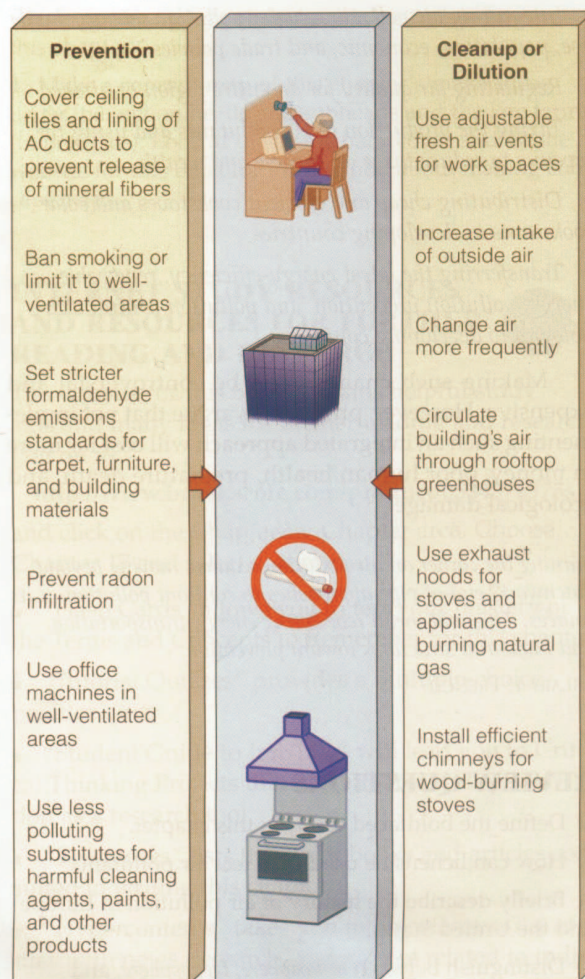 Prevention
Cover ceiling
tiles and lining of
AC ducts to
prevent release
of mineral fibers
Ban smoking or
limit it to well-
ventilated areas
Set stricter
formaldehyde
emissions
standards for
carpet, furniture,
and building
materials
Prevent radon
infiltration
Use office
machines in
well-ventilated
areas
Use less
polluting
substitutes for
harmful cleaning
agents, paints,
and other
products
Cleanup or
Dilution
Use adjustable
fresh air vents
for work spaces
Increase intake
of outside air
Change air
more frequently
Circulate
building's air
through rooftop
greenhouses
Use exhaust
hoods for
stoves and
appliances
burning natural
gas
Install efficient
chimneys for
wood-burning
stoves